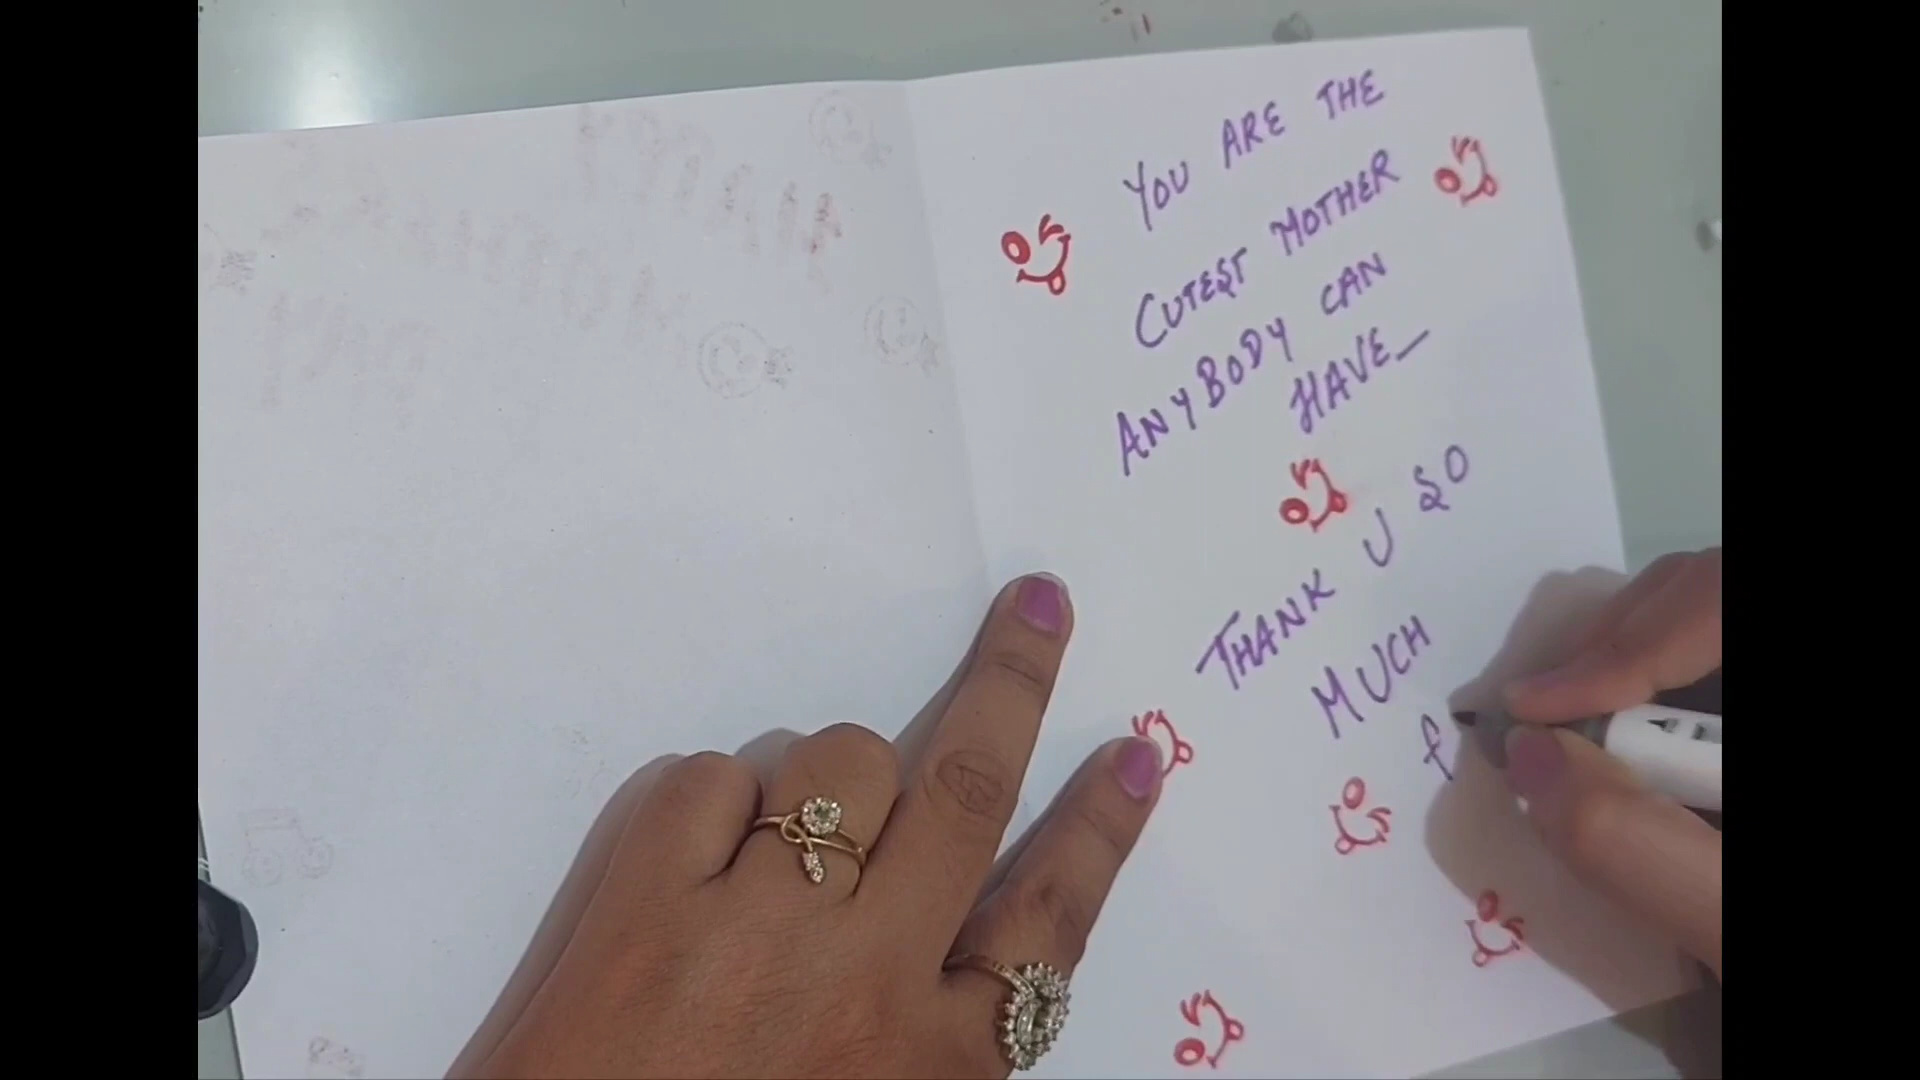 YOU ARE THE
CUTEST MOTHER
ANYBODY CAN
HAVE_
THANK U SO
MUCH
f